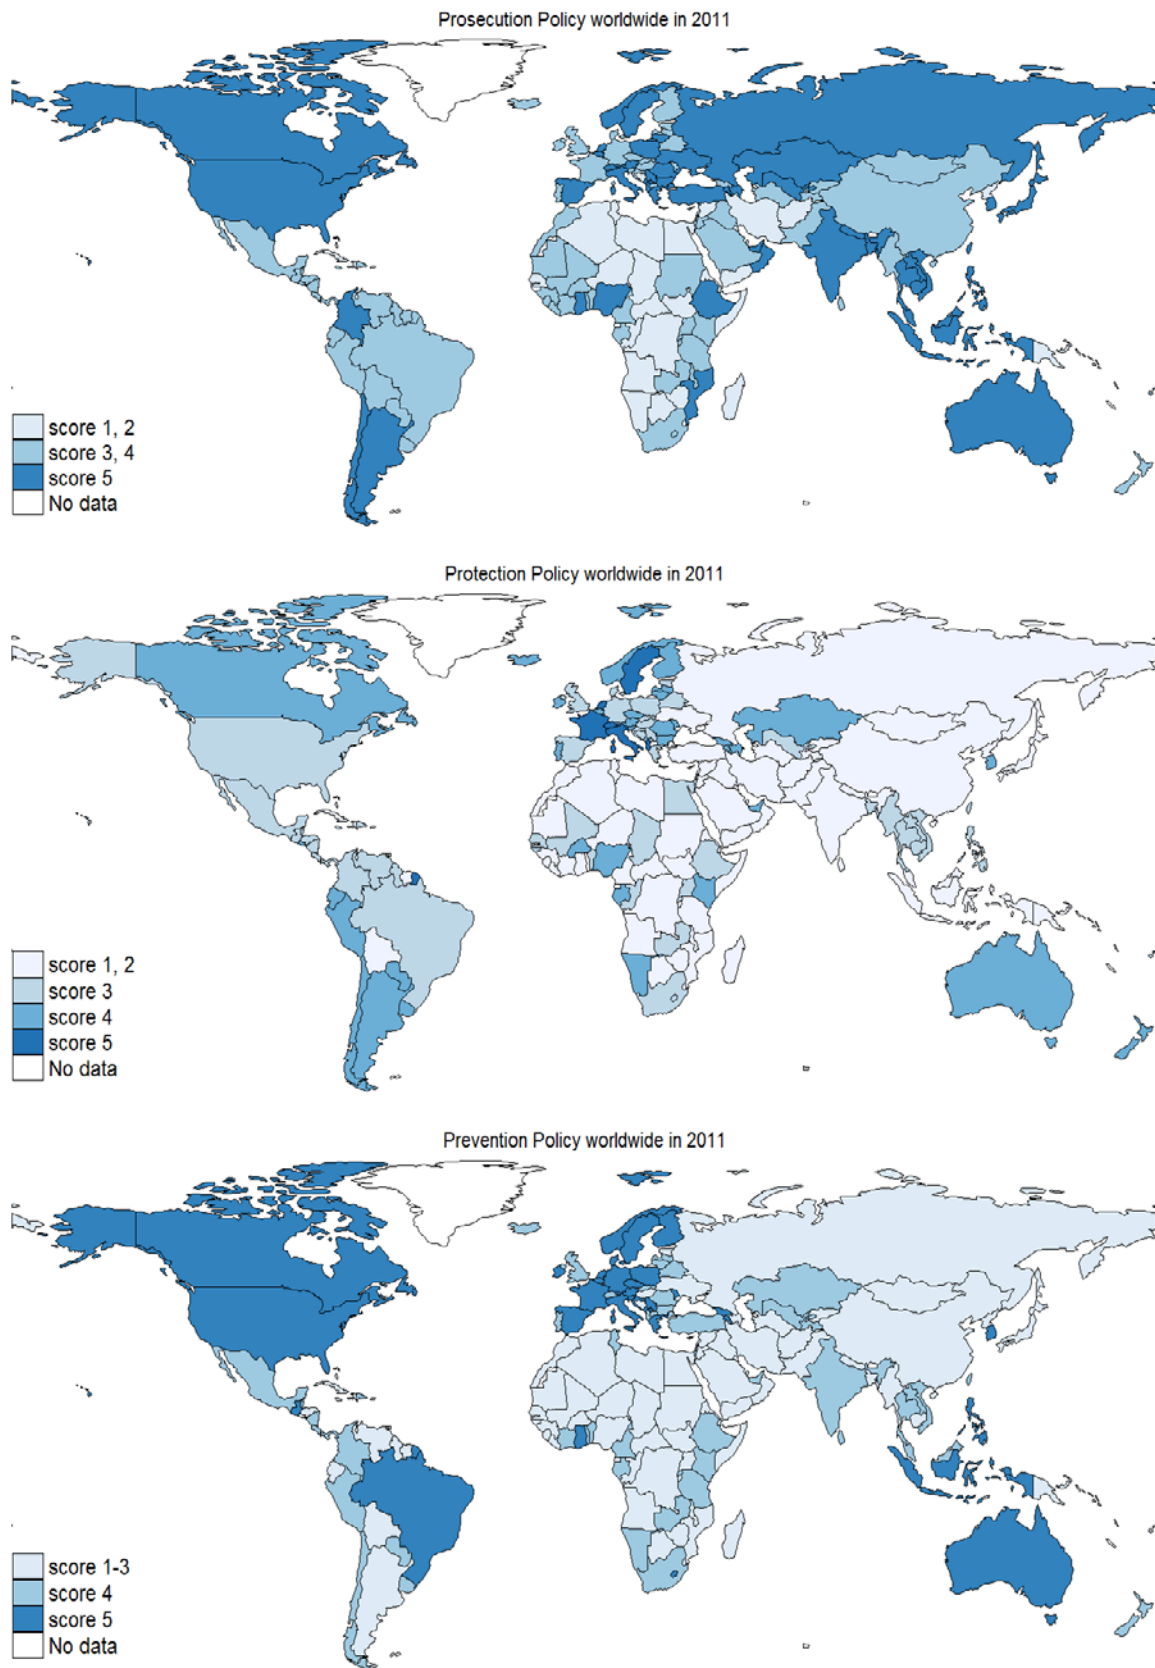 Prosecution Policy worldwide in 2011
score 1, 2
score 3, 4
score 5
No data
Protection Policy worldwide in 2011
score 1, 2
score 3
score 4
score 5
No data
Prevention Policy worldwide in 2011
score 1-3
score 4
score 5
No data